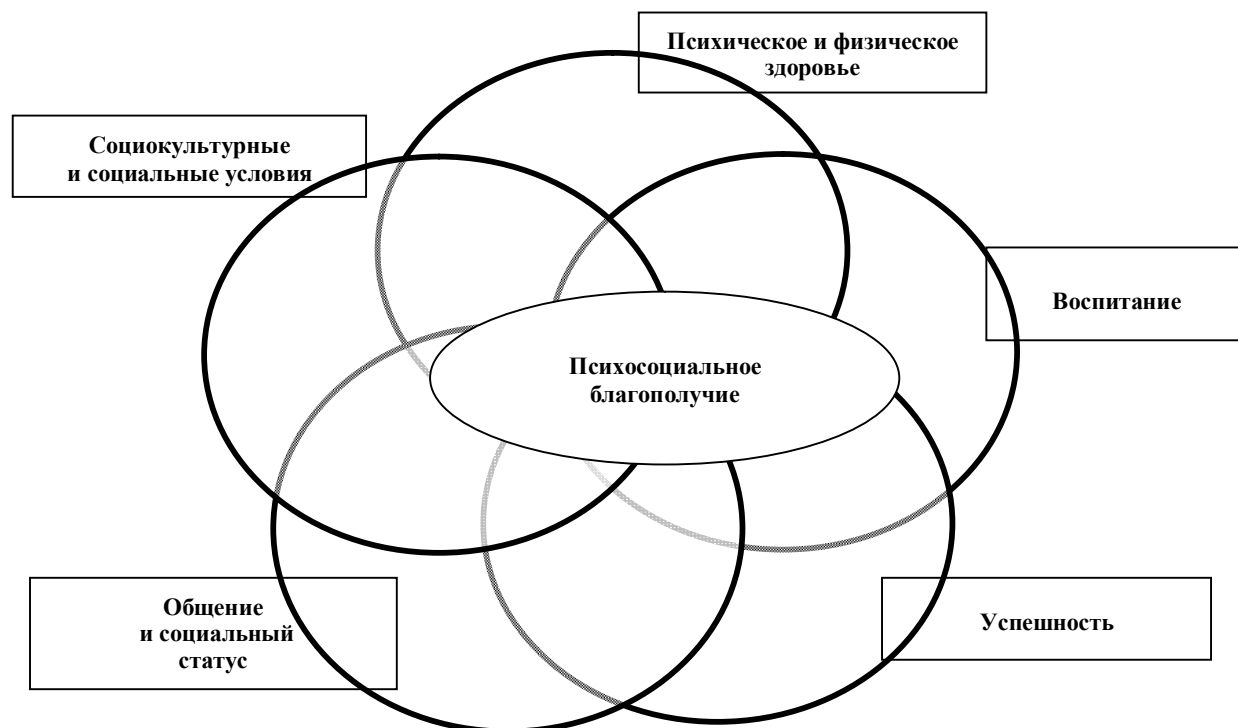 Психическое и физическое
здоровье
Социокультурные
и социальные условия
Воспитание
Психосоциальное
благополучие
Общение
и социальный
статус
Успешность